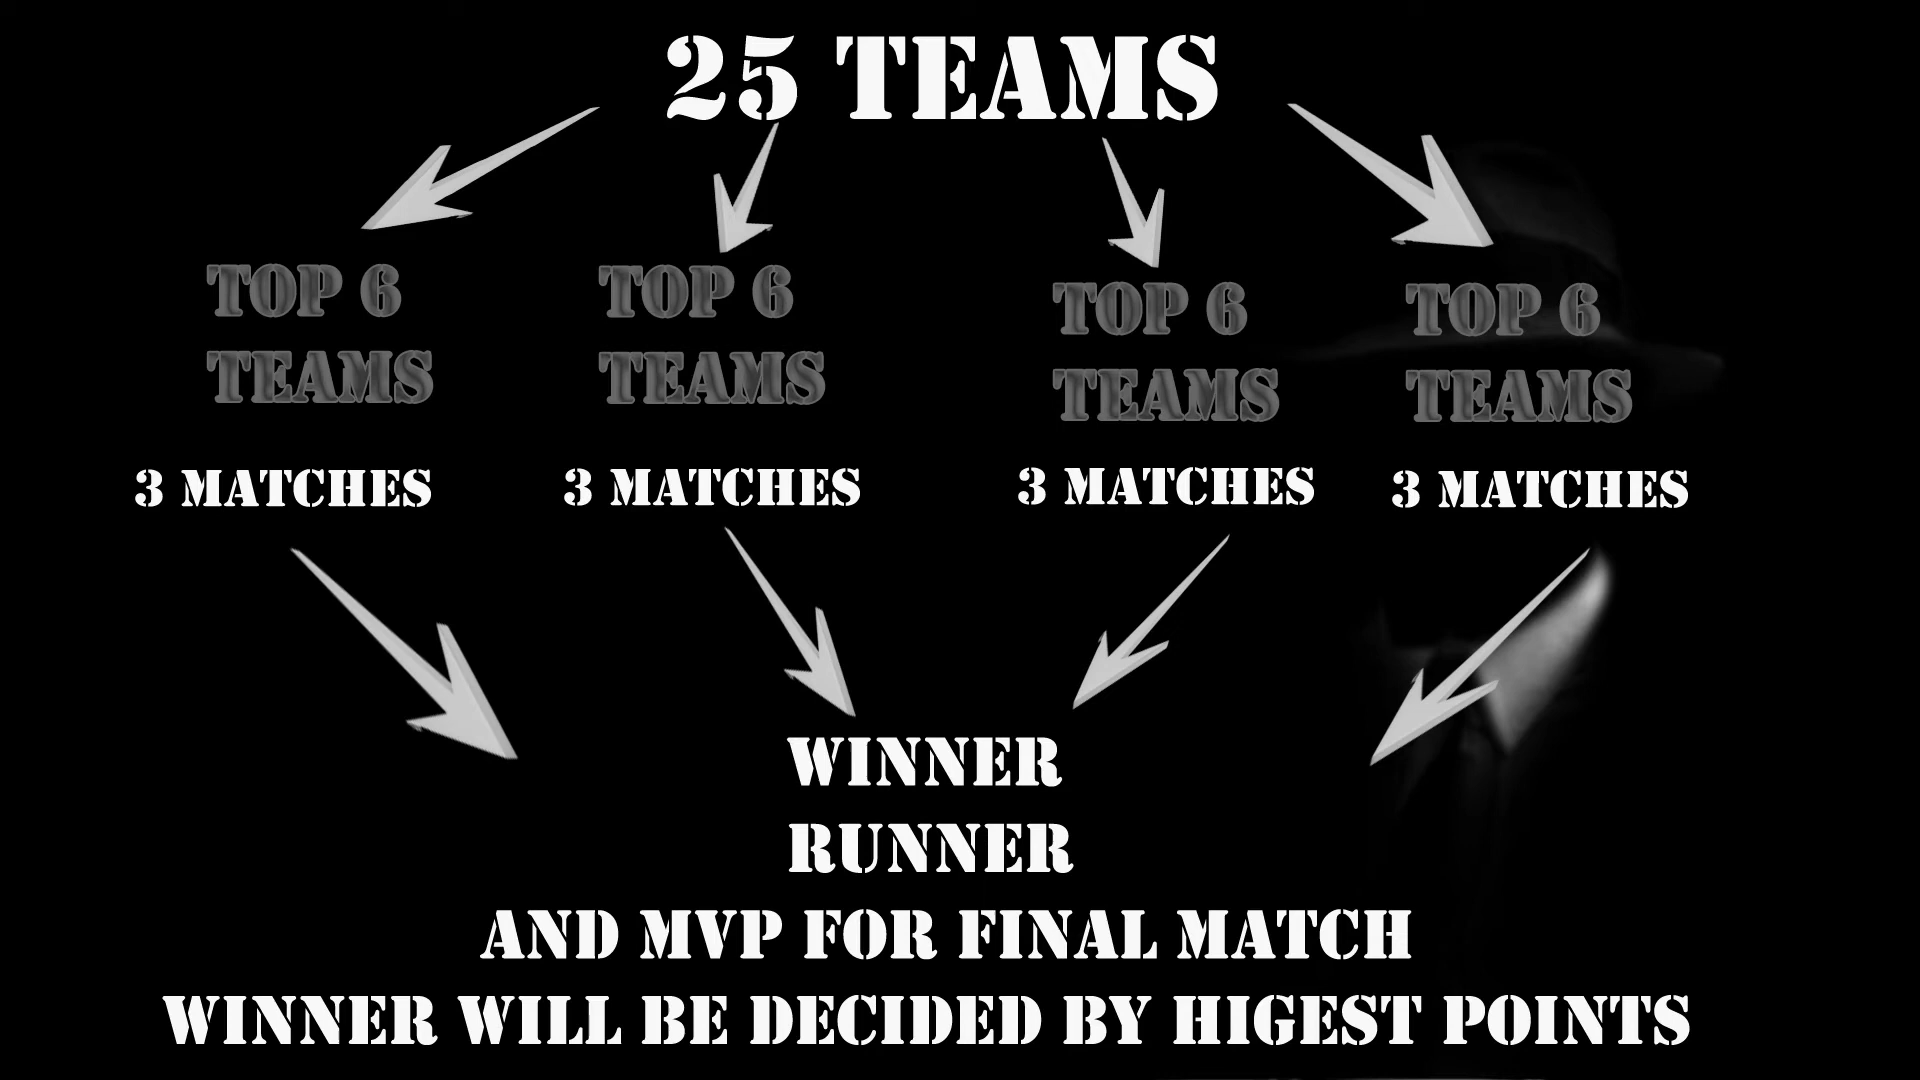 25 TEAMS
TOP 6
TEAMS
3 MATCHES
TOP 6
TEAMS
3 MATCHES
TOP 6
TEAMS
3 MATCHES
TOP 6
TEAMS
3 MATCHES
WINNER
RUNNER
AND MVP FOR FINAL MATCH
WINNER WILL BE DECIDED BY HIGEST POINTS